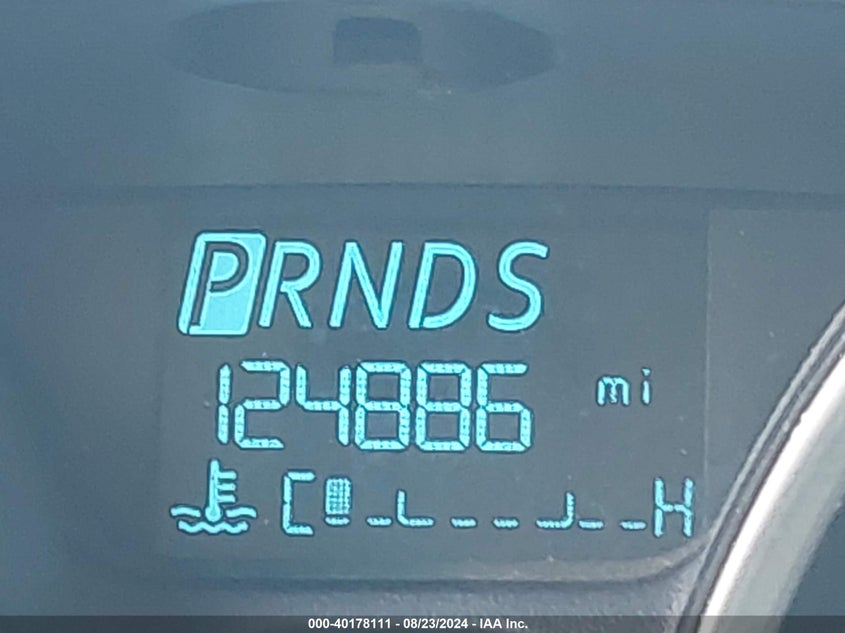 PRNDS
124886 mi
C H
000-40178111 - 08/23/2024 - IAA Inc.